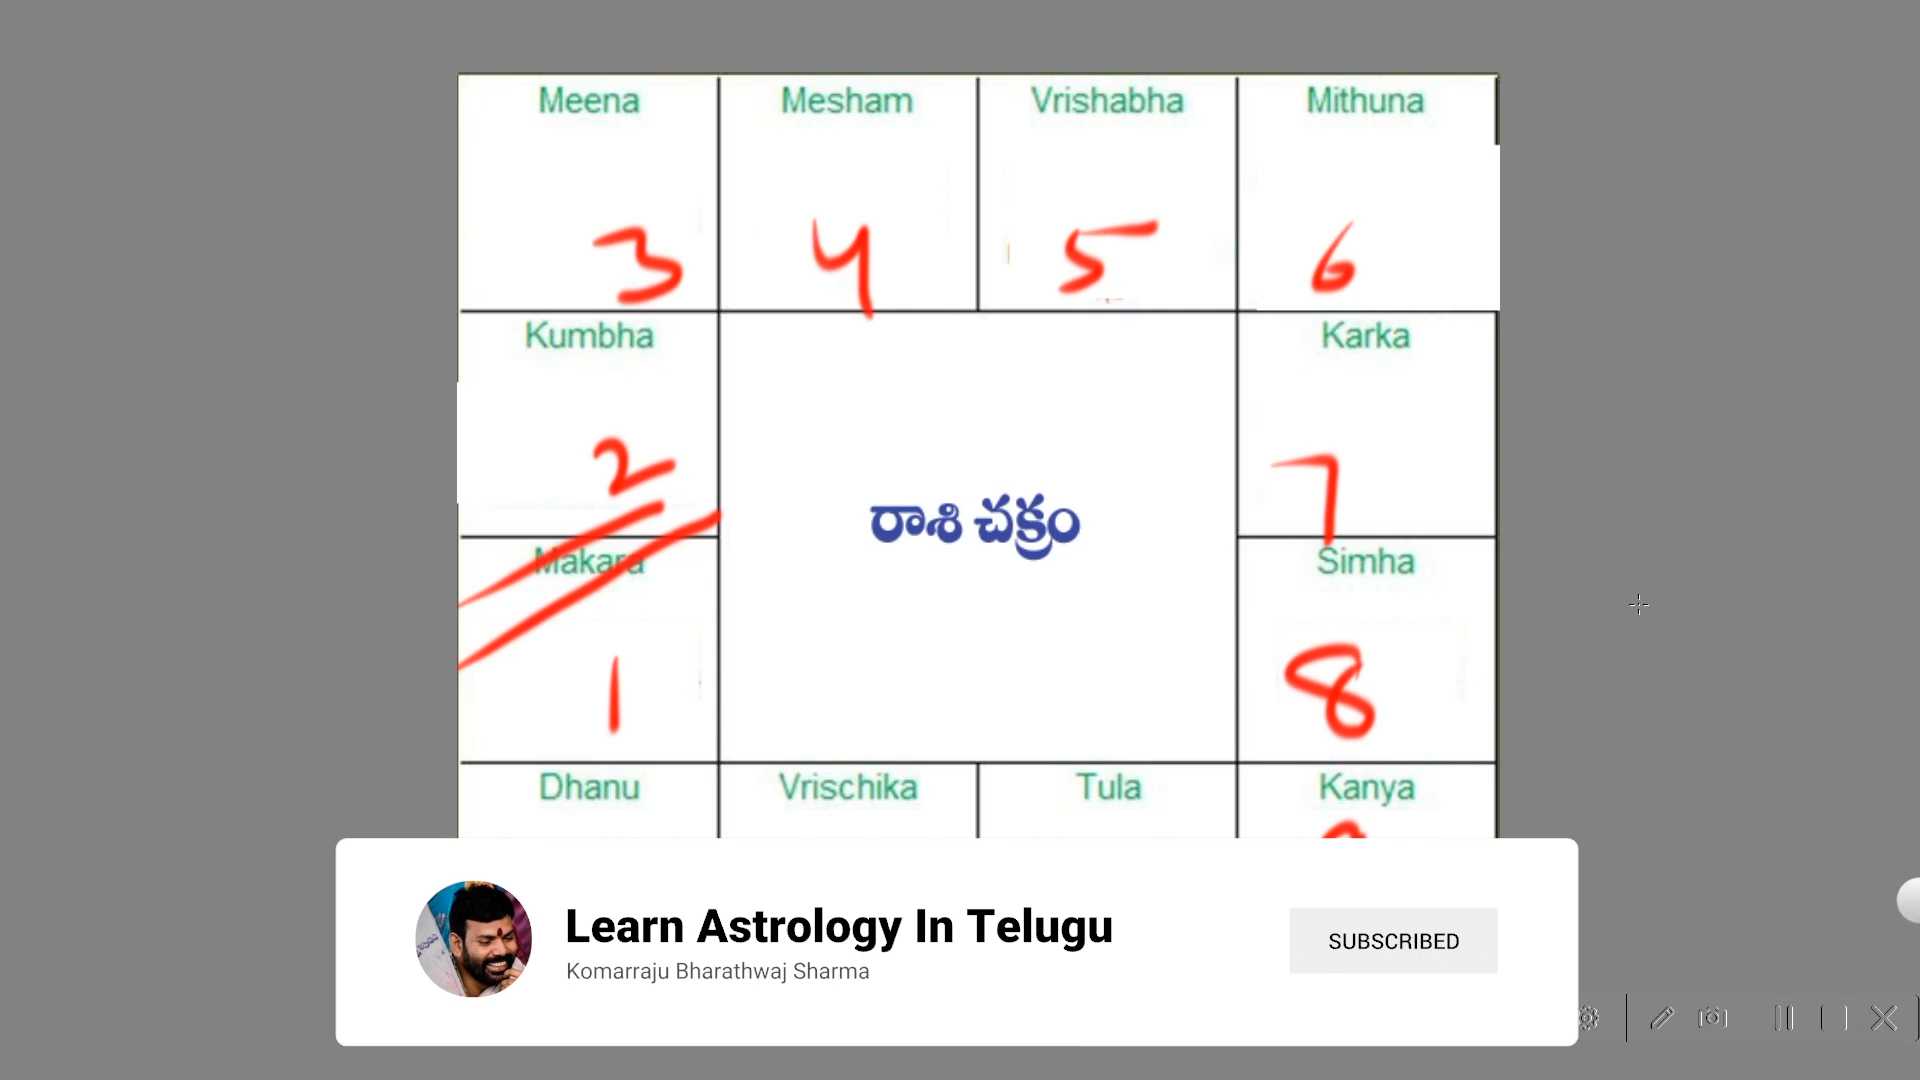 Meena Mesham Vrishabha Mithuna
3 4 5 6
Kumbha Karka
2 7
రాశి చక్రం
Makara Simha
1 8
Dhanu Vrischika Tula Kanya
Learn Astrology In Telugu
Komarraju Bharathwaj Sharma
SUBSCRIBED